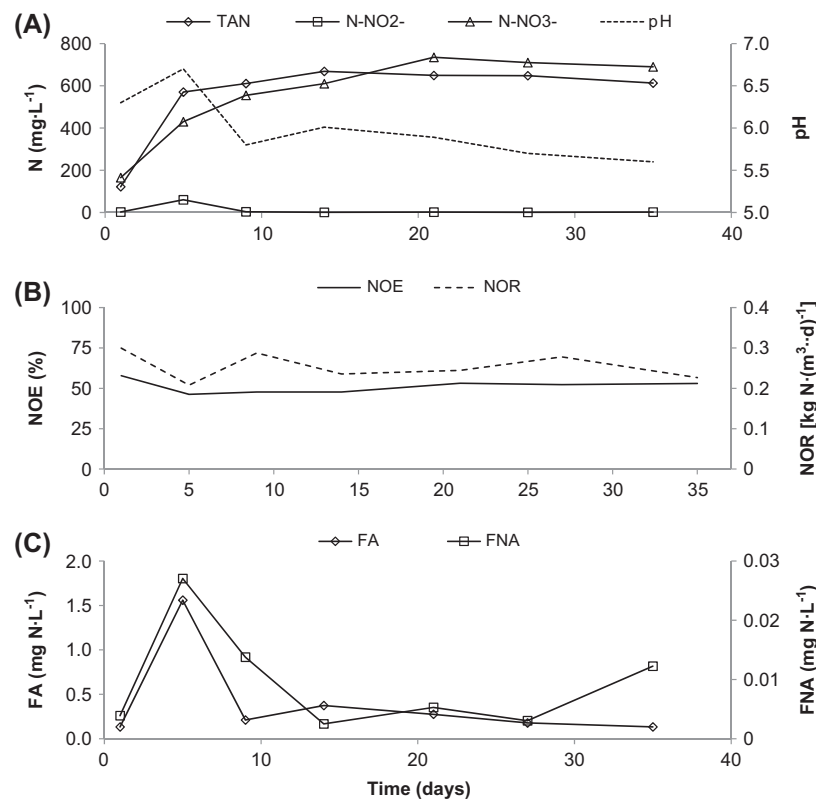 (A)
TAN N-NO2- N-NO3- pH
800 7.0
600 6.5
400 6.0
200 5.5
0 5.0
N (mg·L-1)
pH
0 10 20 30 40
(B)
NOE NOR
100 0.4
75 0.3
50 0.2
25 0.1
0 0
NOE (%)
NOR [kg N·(m3··d)-1]
0 5 10 15 20 25 30 35
(C)
FA FNA
2.0 0.03
1.5
0.02
1.0
0.01
0.5
0.0 0
FA (mg N·L-1)
FNA (mg N·L-1)
0 10 20 30 40
Time (days)